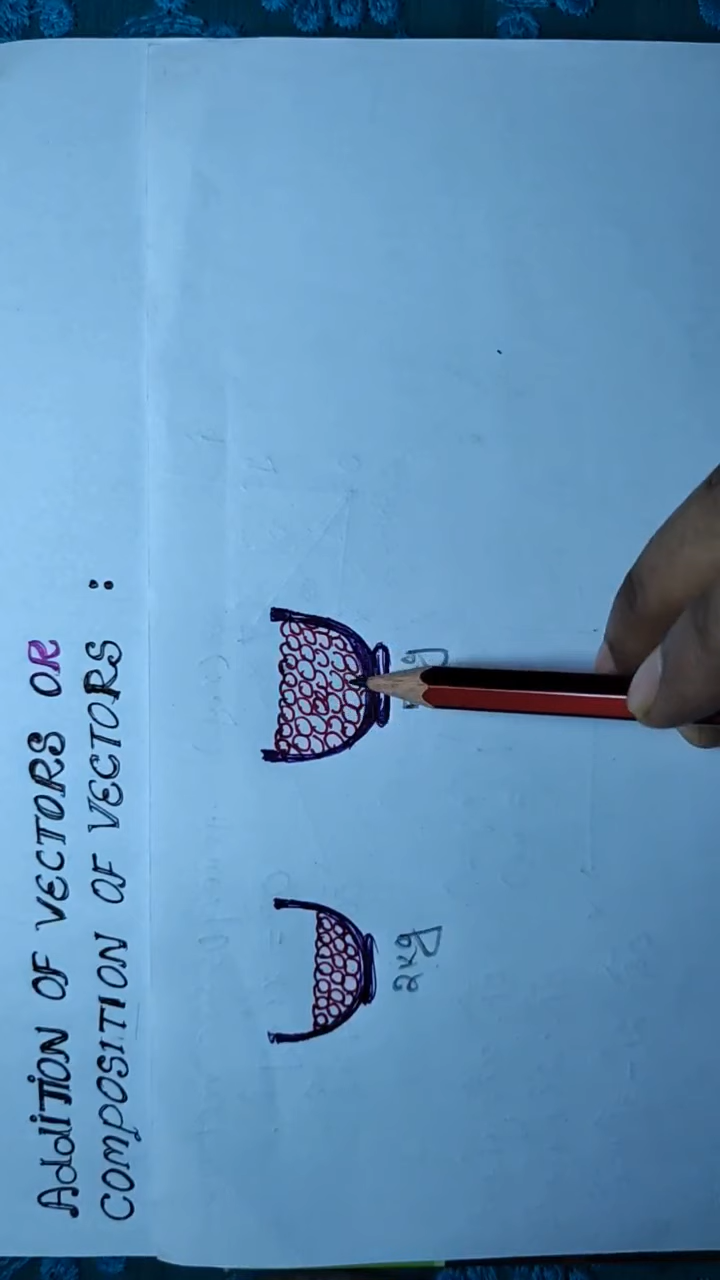 Addition OF VECTORS OR
COMPOSITION OF VECTORS :
2kg